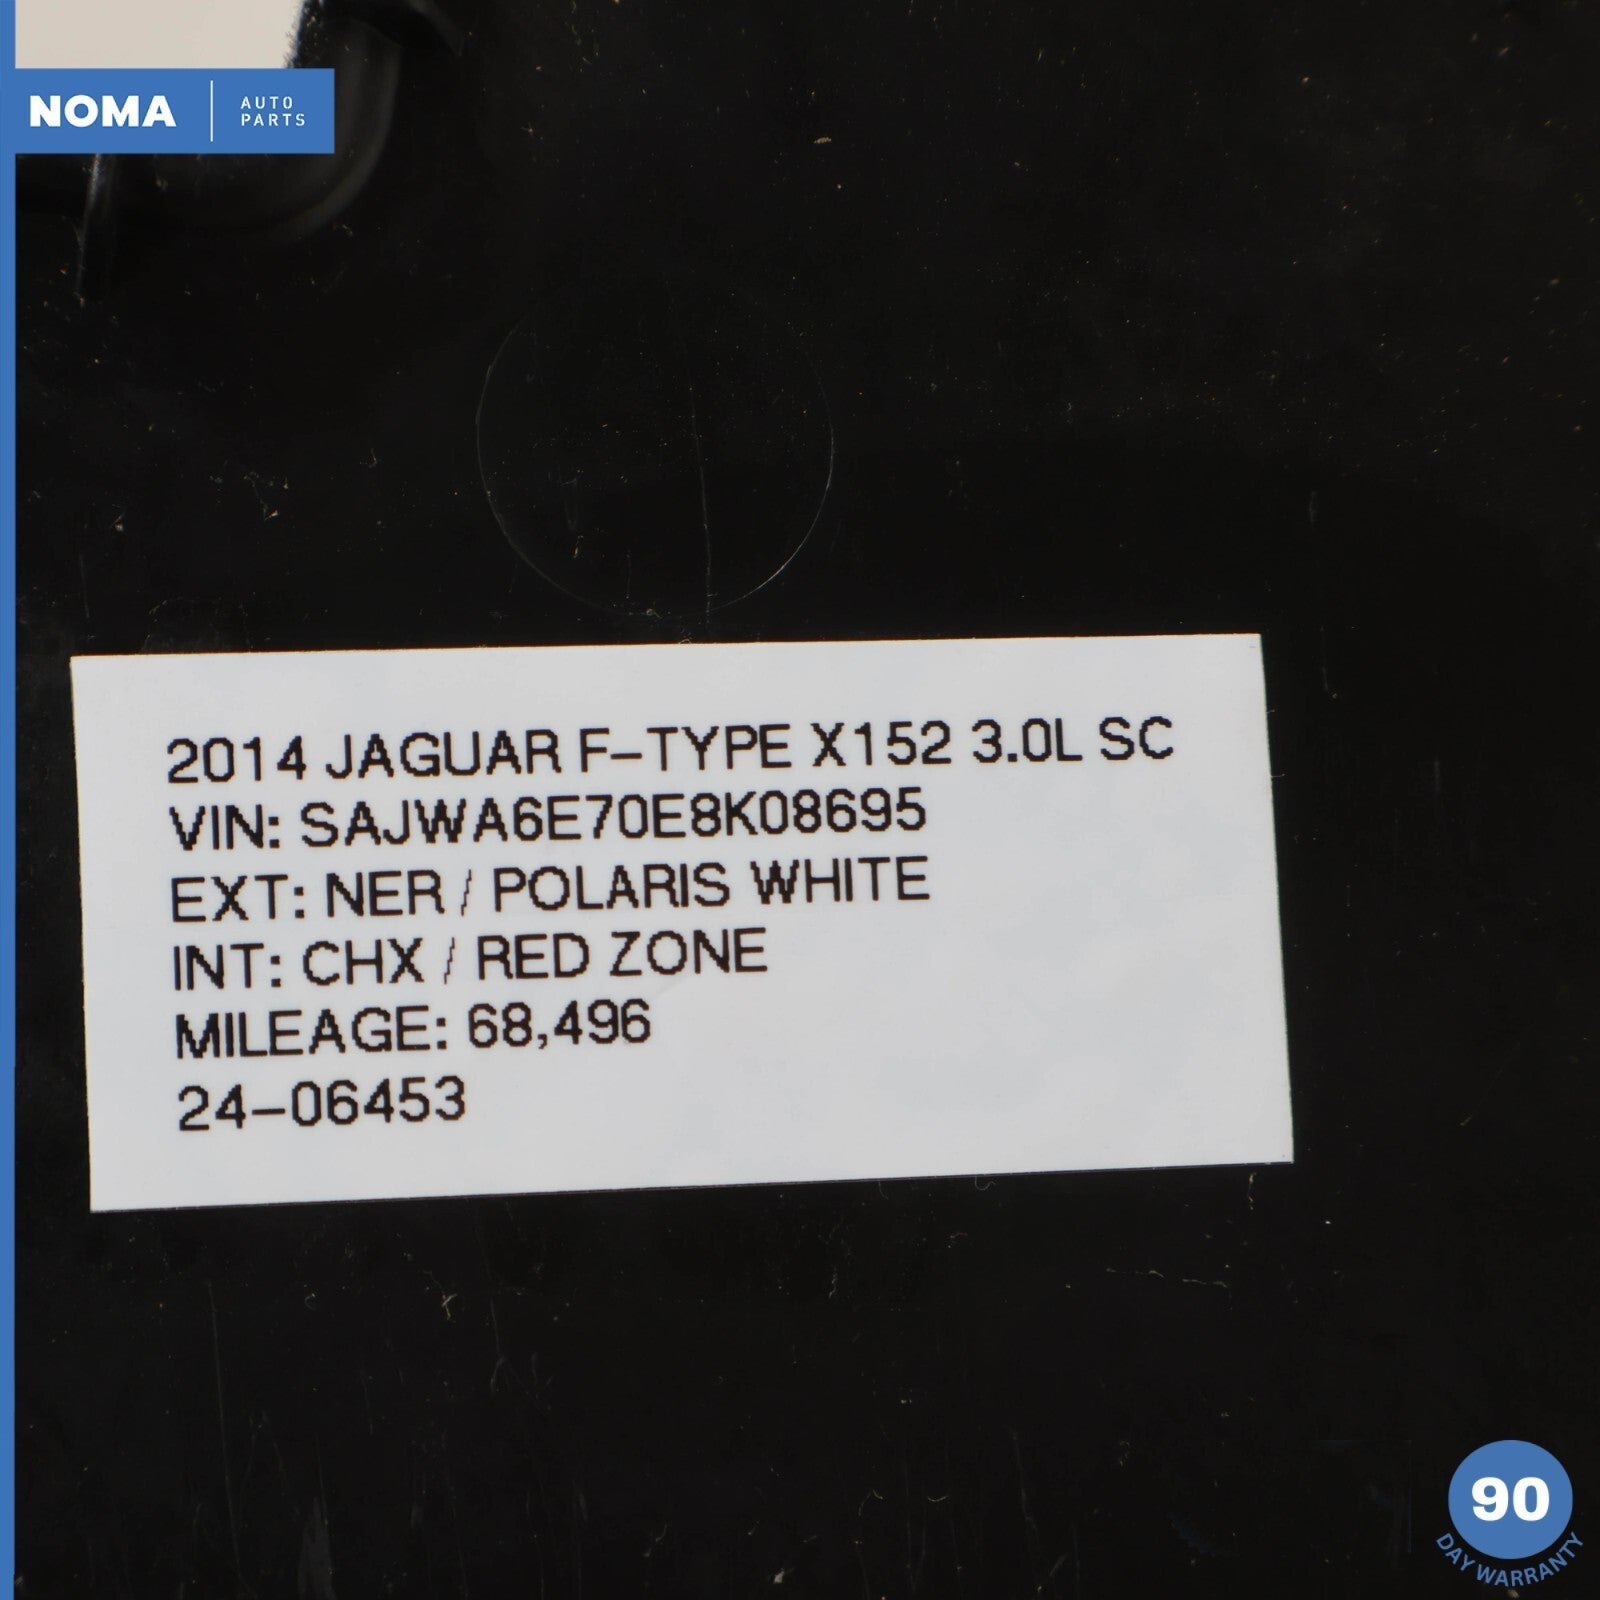 NOMA
AUTO
PARTS
2014 JAGUAR F-TYPE X152 3.0L SC
VIN: SAJWA6E70E8K08695
EXT: NER / POLARIS WHITE
INT: CHX / RED ZONE
MILEAGE: 68,496
24-06453
90
DAY WARRANTY